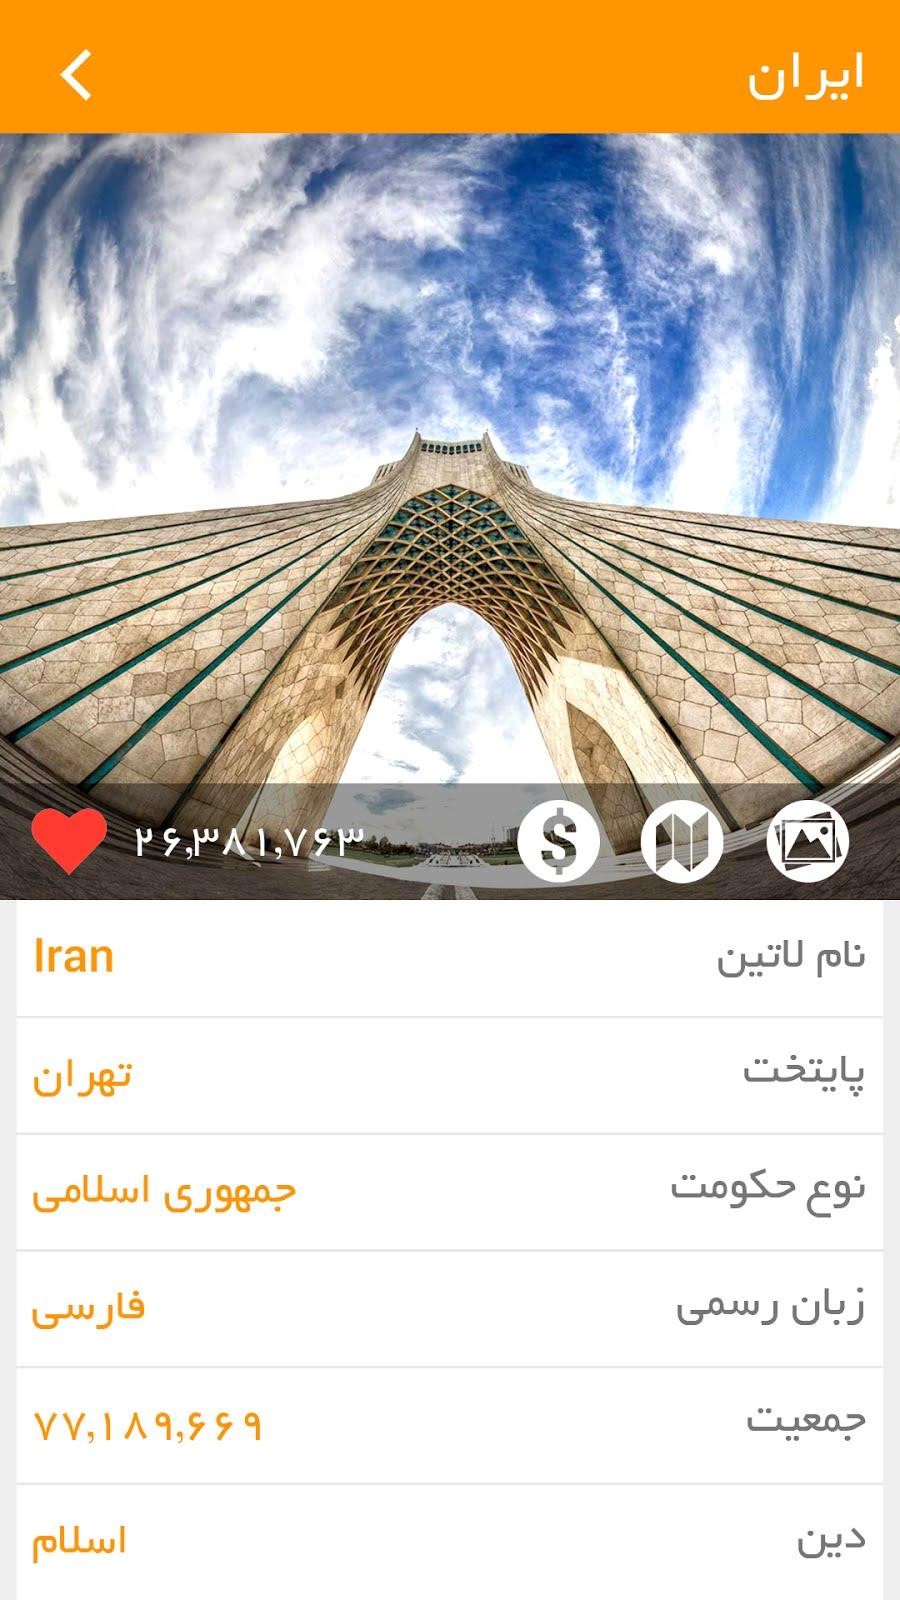 ایران
۲۶,۳۸۱,۷۶۳
نام لاتین Iran
پایتخت تهران
نوع حکومت جمهوری اسلامی
زبان رسمی فارسی
جمعیت ۷۷,۱۸۹,۶۶۹
دین اسلام